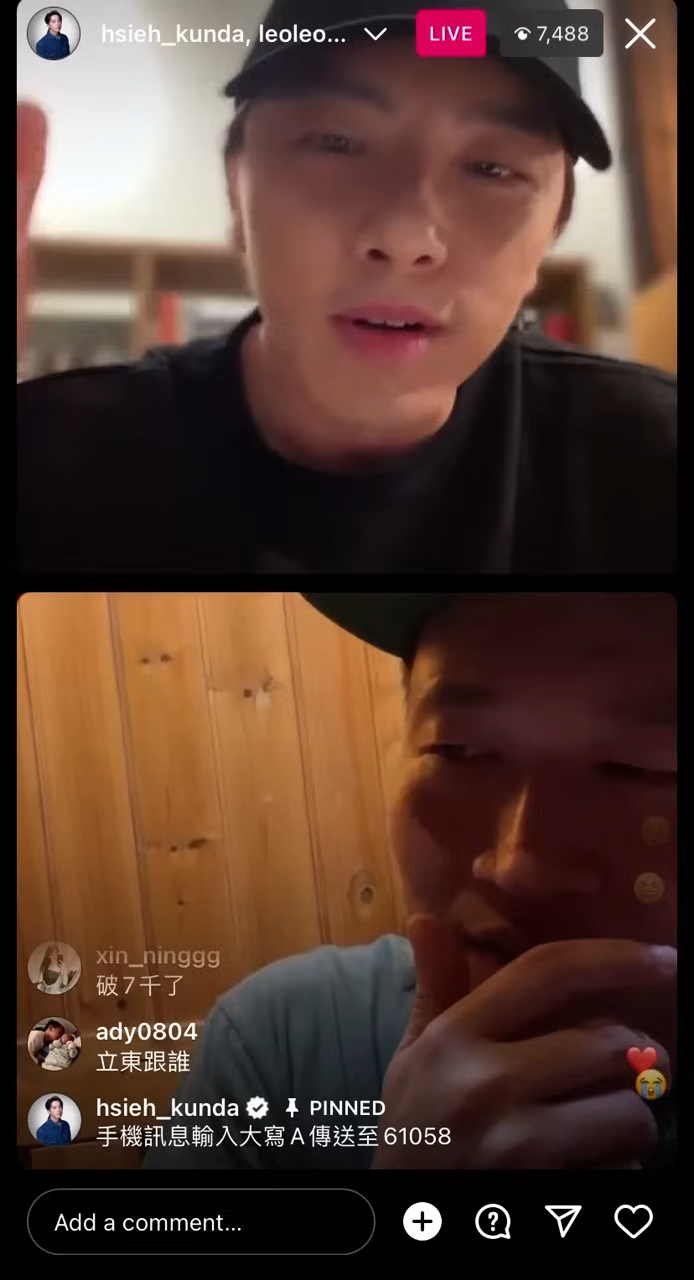 hsieh_kunda, leoleo...
LIVE
7,488
xin_ninggg
破7千了
ady0804
立東跟誰
hsieh_kunda PINNED
手機訊息輸入大寫A傳送至61058
Add a comment...